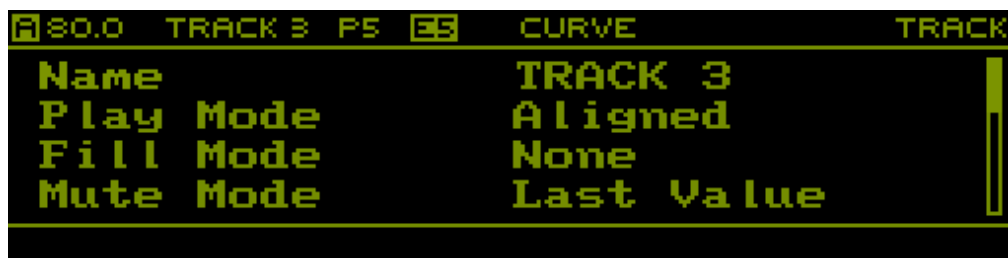 A 80.0 TRACK 3 P5 E5 CURVE TRACK
Name TRACK 3
Play Mode Aligned
Fill Mode None
Mute Mode Last Value